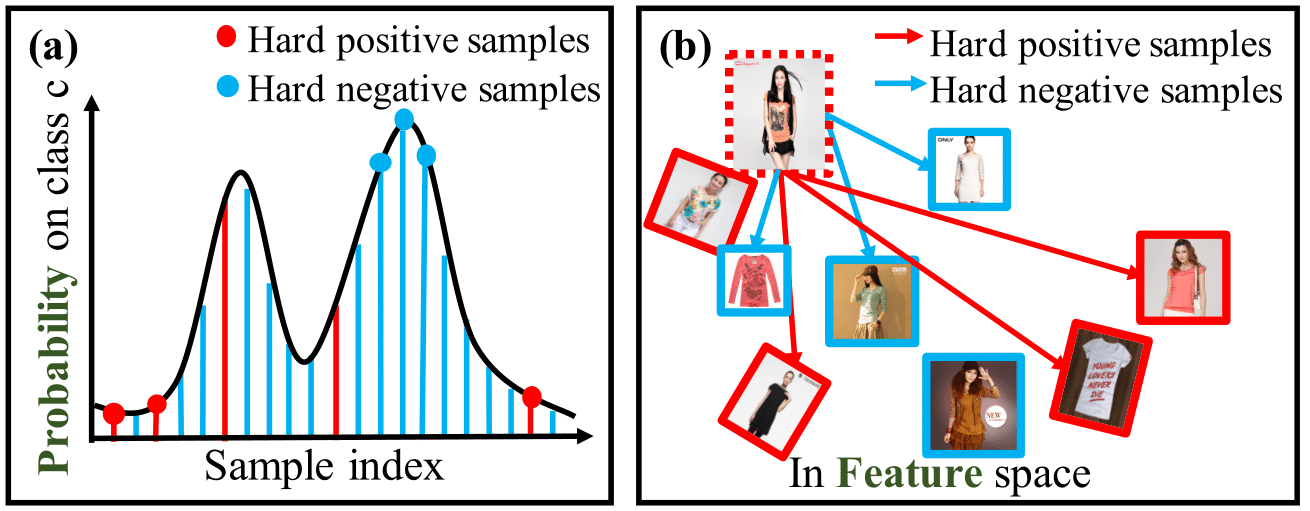 (a)
Hard positive samples
Hard negative samples
Probability on class c
Sample index
(b)
Hard positive samples
Hard negative samples
ONLY
YOUNG
LOVERS
NEVER
DIE
NEW
In Feature space